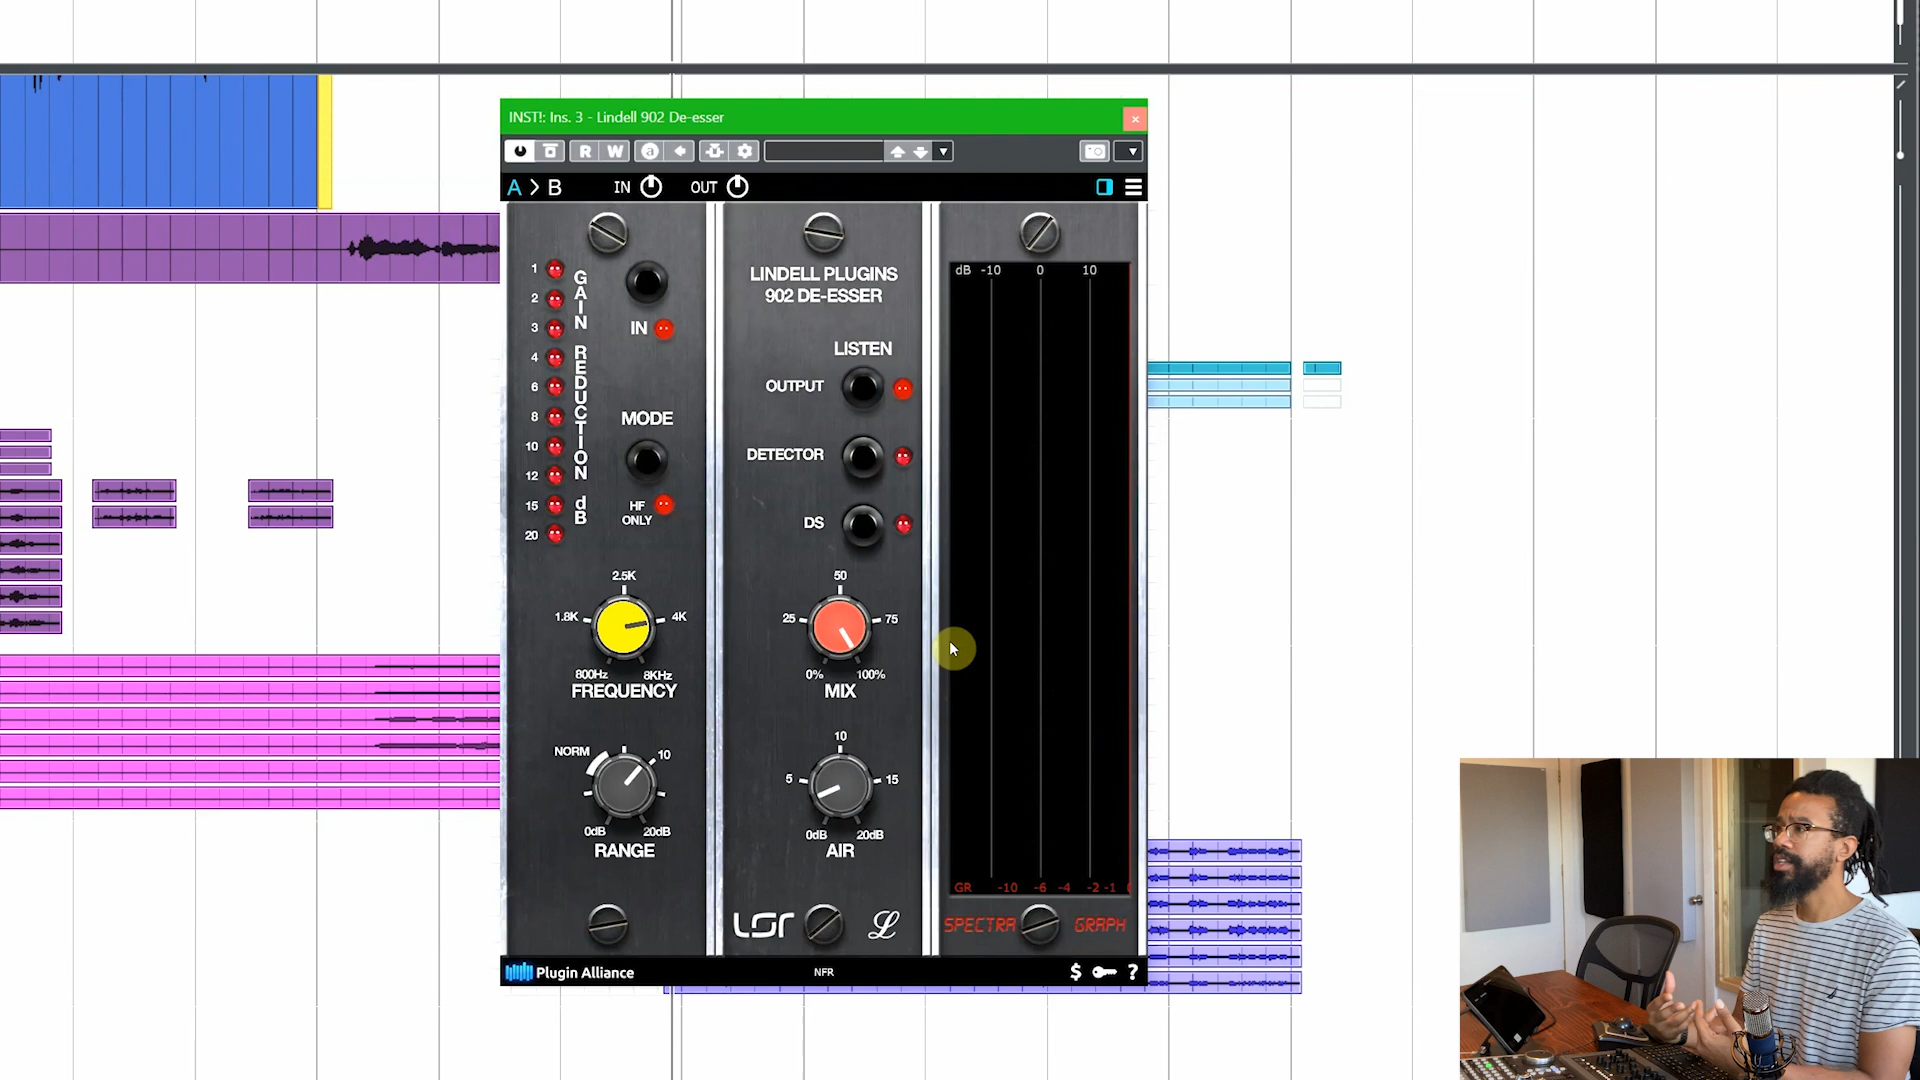 INST!: Ins. 3 - Lindell 902 De-esser
R W a
A > B IN OUT
1
2
3
4
6
8
10
12
15
20
GAIN REDUCTION dB
IN
MODE
HF ONLY
2.5K
1.8K
4K
800Hz
8KHz
FREQUENCY
NORM
10
0dB
20dB
RANGE
LINDELL PLUGINS
902 DE-ESSER
LISTEN
OUTPUT
DETECTOR
DS
50
25
75
0%
100%
MIX
10
5
15
0dB
20dB
AIR
LSR
L
dB -10 0 10
GR -10 -6 -4 -2 -1
SPECTRA GRAPH
Plugin Alliance
NFR
$ ?